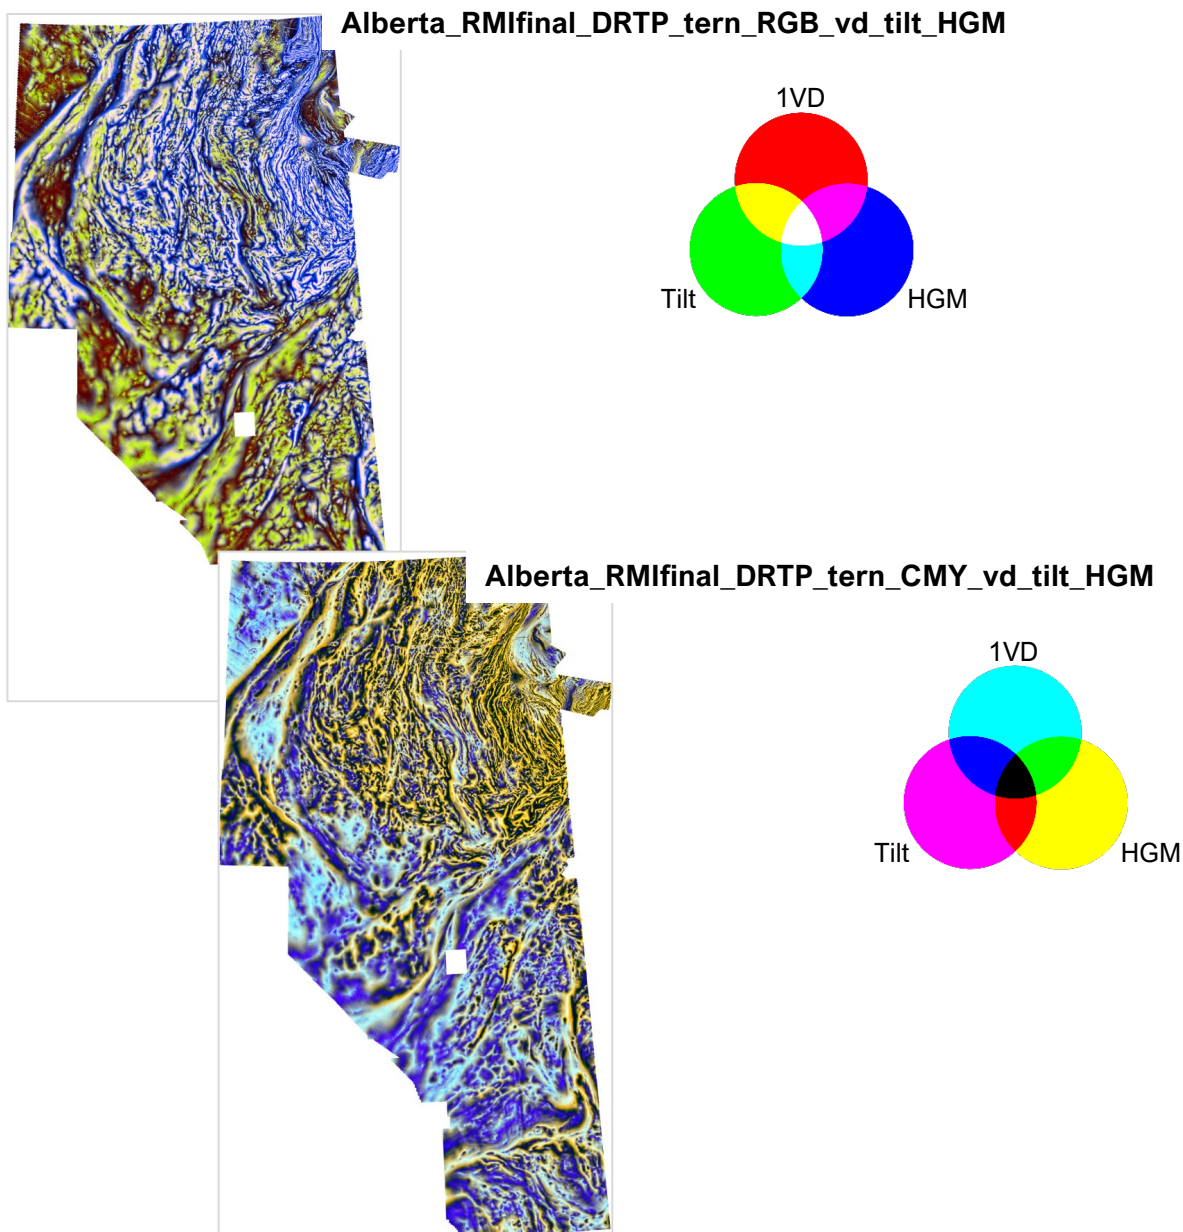 Alberta_RMIfinal_DRTP_tern_RGB_vd_tilt_HGM
1VD
Tilt
HGM
Alberta_RMIfinal_DRTP_tern_CMY_vd_tilt_HGM
1VD
Tilt
HGM